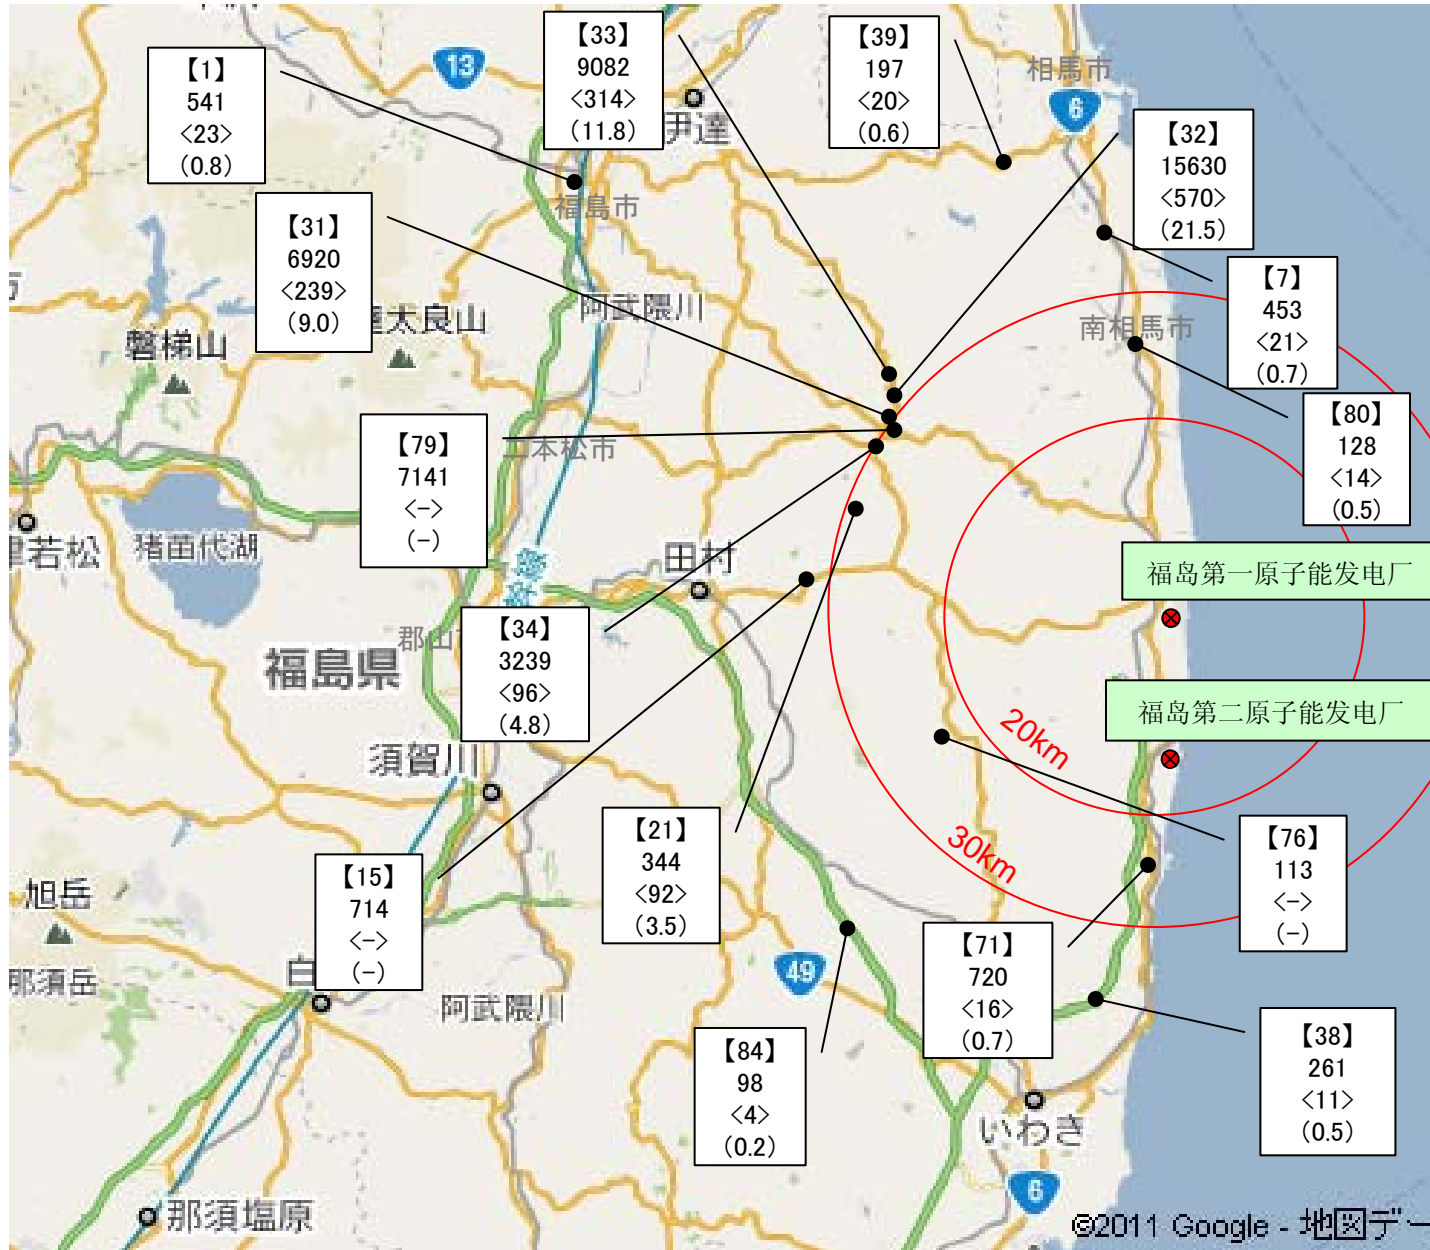 【1】
541
<23>
(0.8)
13
【33】
9082
<314>
(11.8)
伊達
【39】
197
<20>
(0.6)
相馬市
6
【32】
15630
<570>
(21.5)
福島市
【31】
6920
<239>
(9.0)
阿武隈川
太良山
磐梯山
【7】
453
<21>
(0.7)
南相馬市
【79】
7141
<->
(-)
二本松市
【80】
128
<14>
(0.5)
若松
猪苗代湖
田村
福岛第一原子能发电厂
郡山
【34】
3239
<96>
(4.8)
福島県
福岛第二原子能发电厂
20km
須賀川
30km
【21】
344
<92>
(3.5)
【76】
113
<->
(-)
【15】
714
<->
(-)
旭岳
那須岳
白
阿武隈川
49
【71】
720
<16>
(0.7)
【84】
98
<4>
(0.2)
【38】
261
<11>
(0.5)
いわき
6
那須塩原
©2011 Google - 地図デー